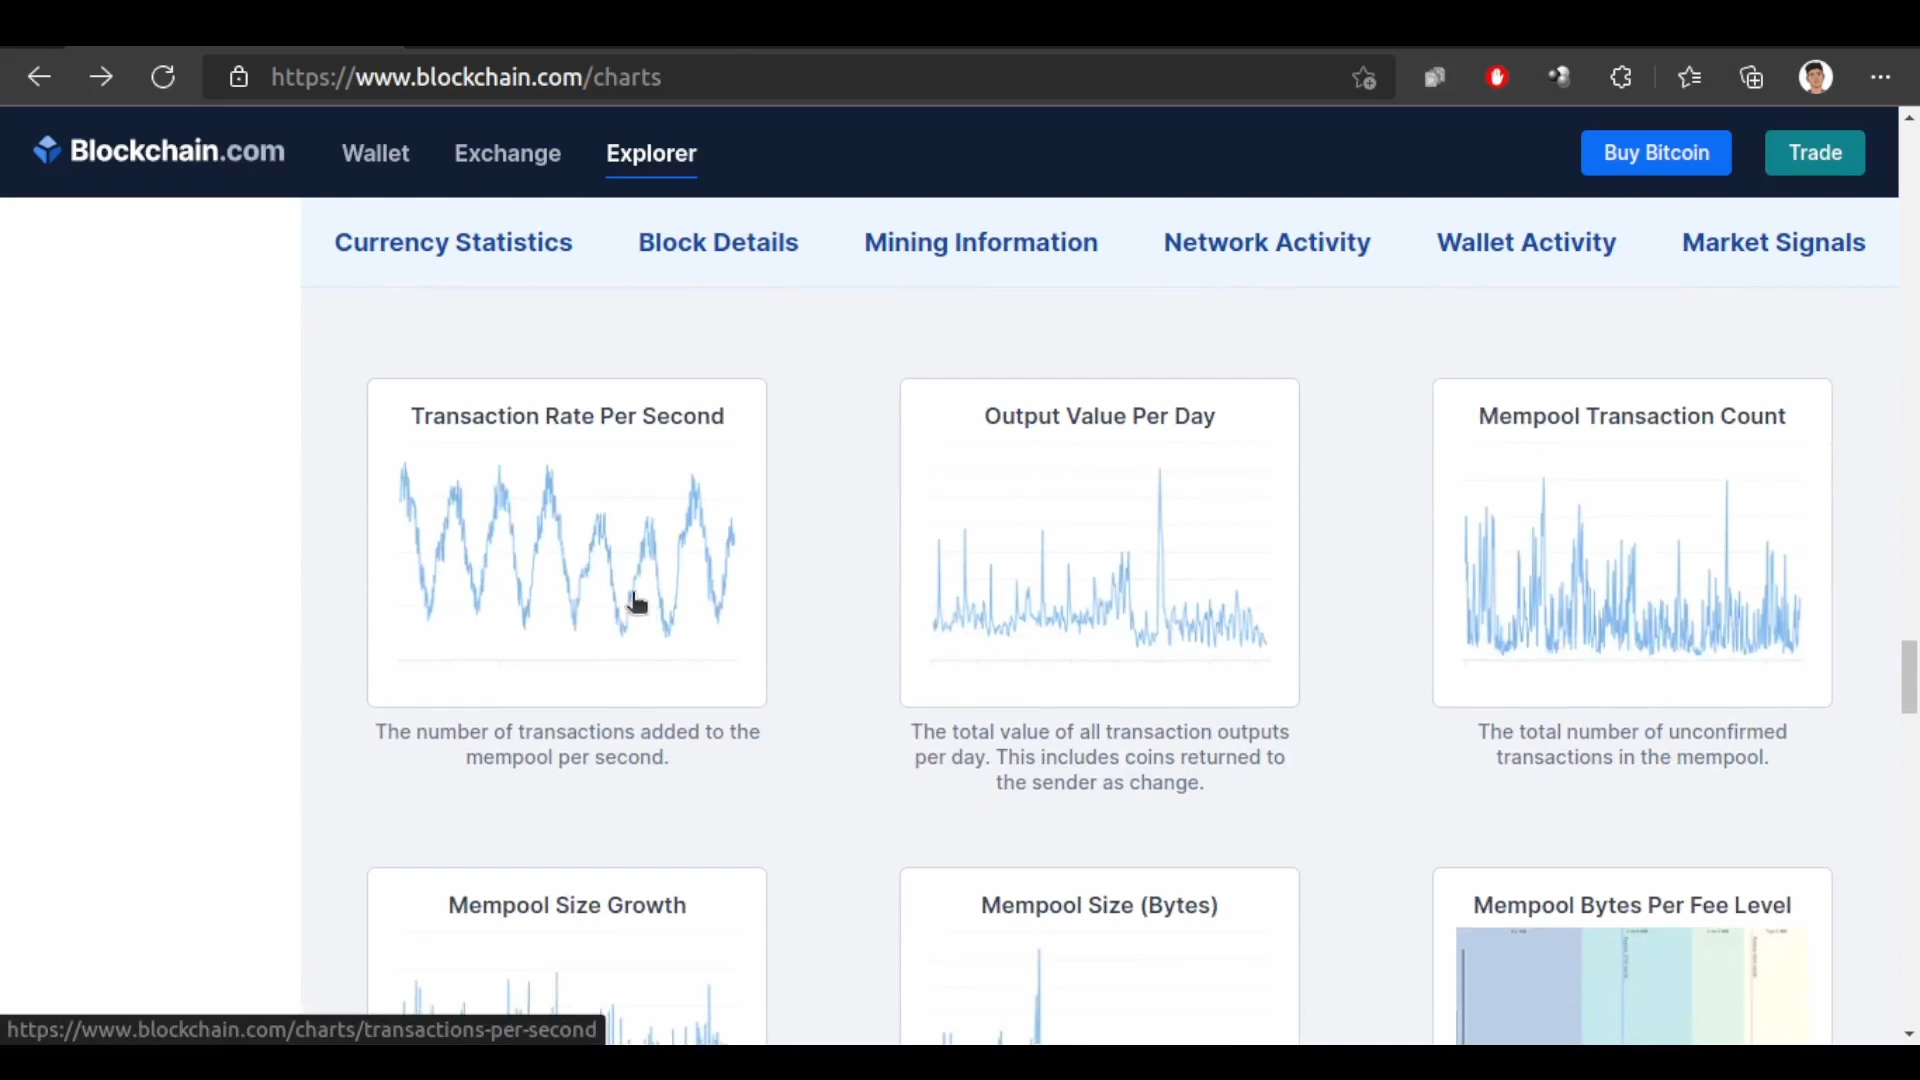 https://www.blockchain.com/charts
Blockchain.com
Wallet
Exchange
Explorer
Buy Bitcoin
Trade
Currency Statistics
Block Details
Mining Information
Network Activity
Wallet Activity
Market Signals
Transaction Rate Per Second
The number of transactions added to the
mempool per second.
Output Value Per Day
The total value of all transaction outputs
per day. This includes coins returned to
the sender as change.
Mempool Transaction Count
The total number of unconfirmed
transactions in the mempool.
Mempool Size Growth
Mempool Size (Bytes)
Mempool Bytes Per Fee Level
https://www.blockchain.com/charts/transactions-per-second